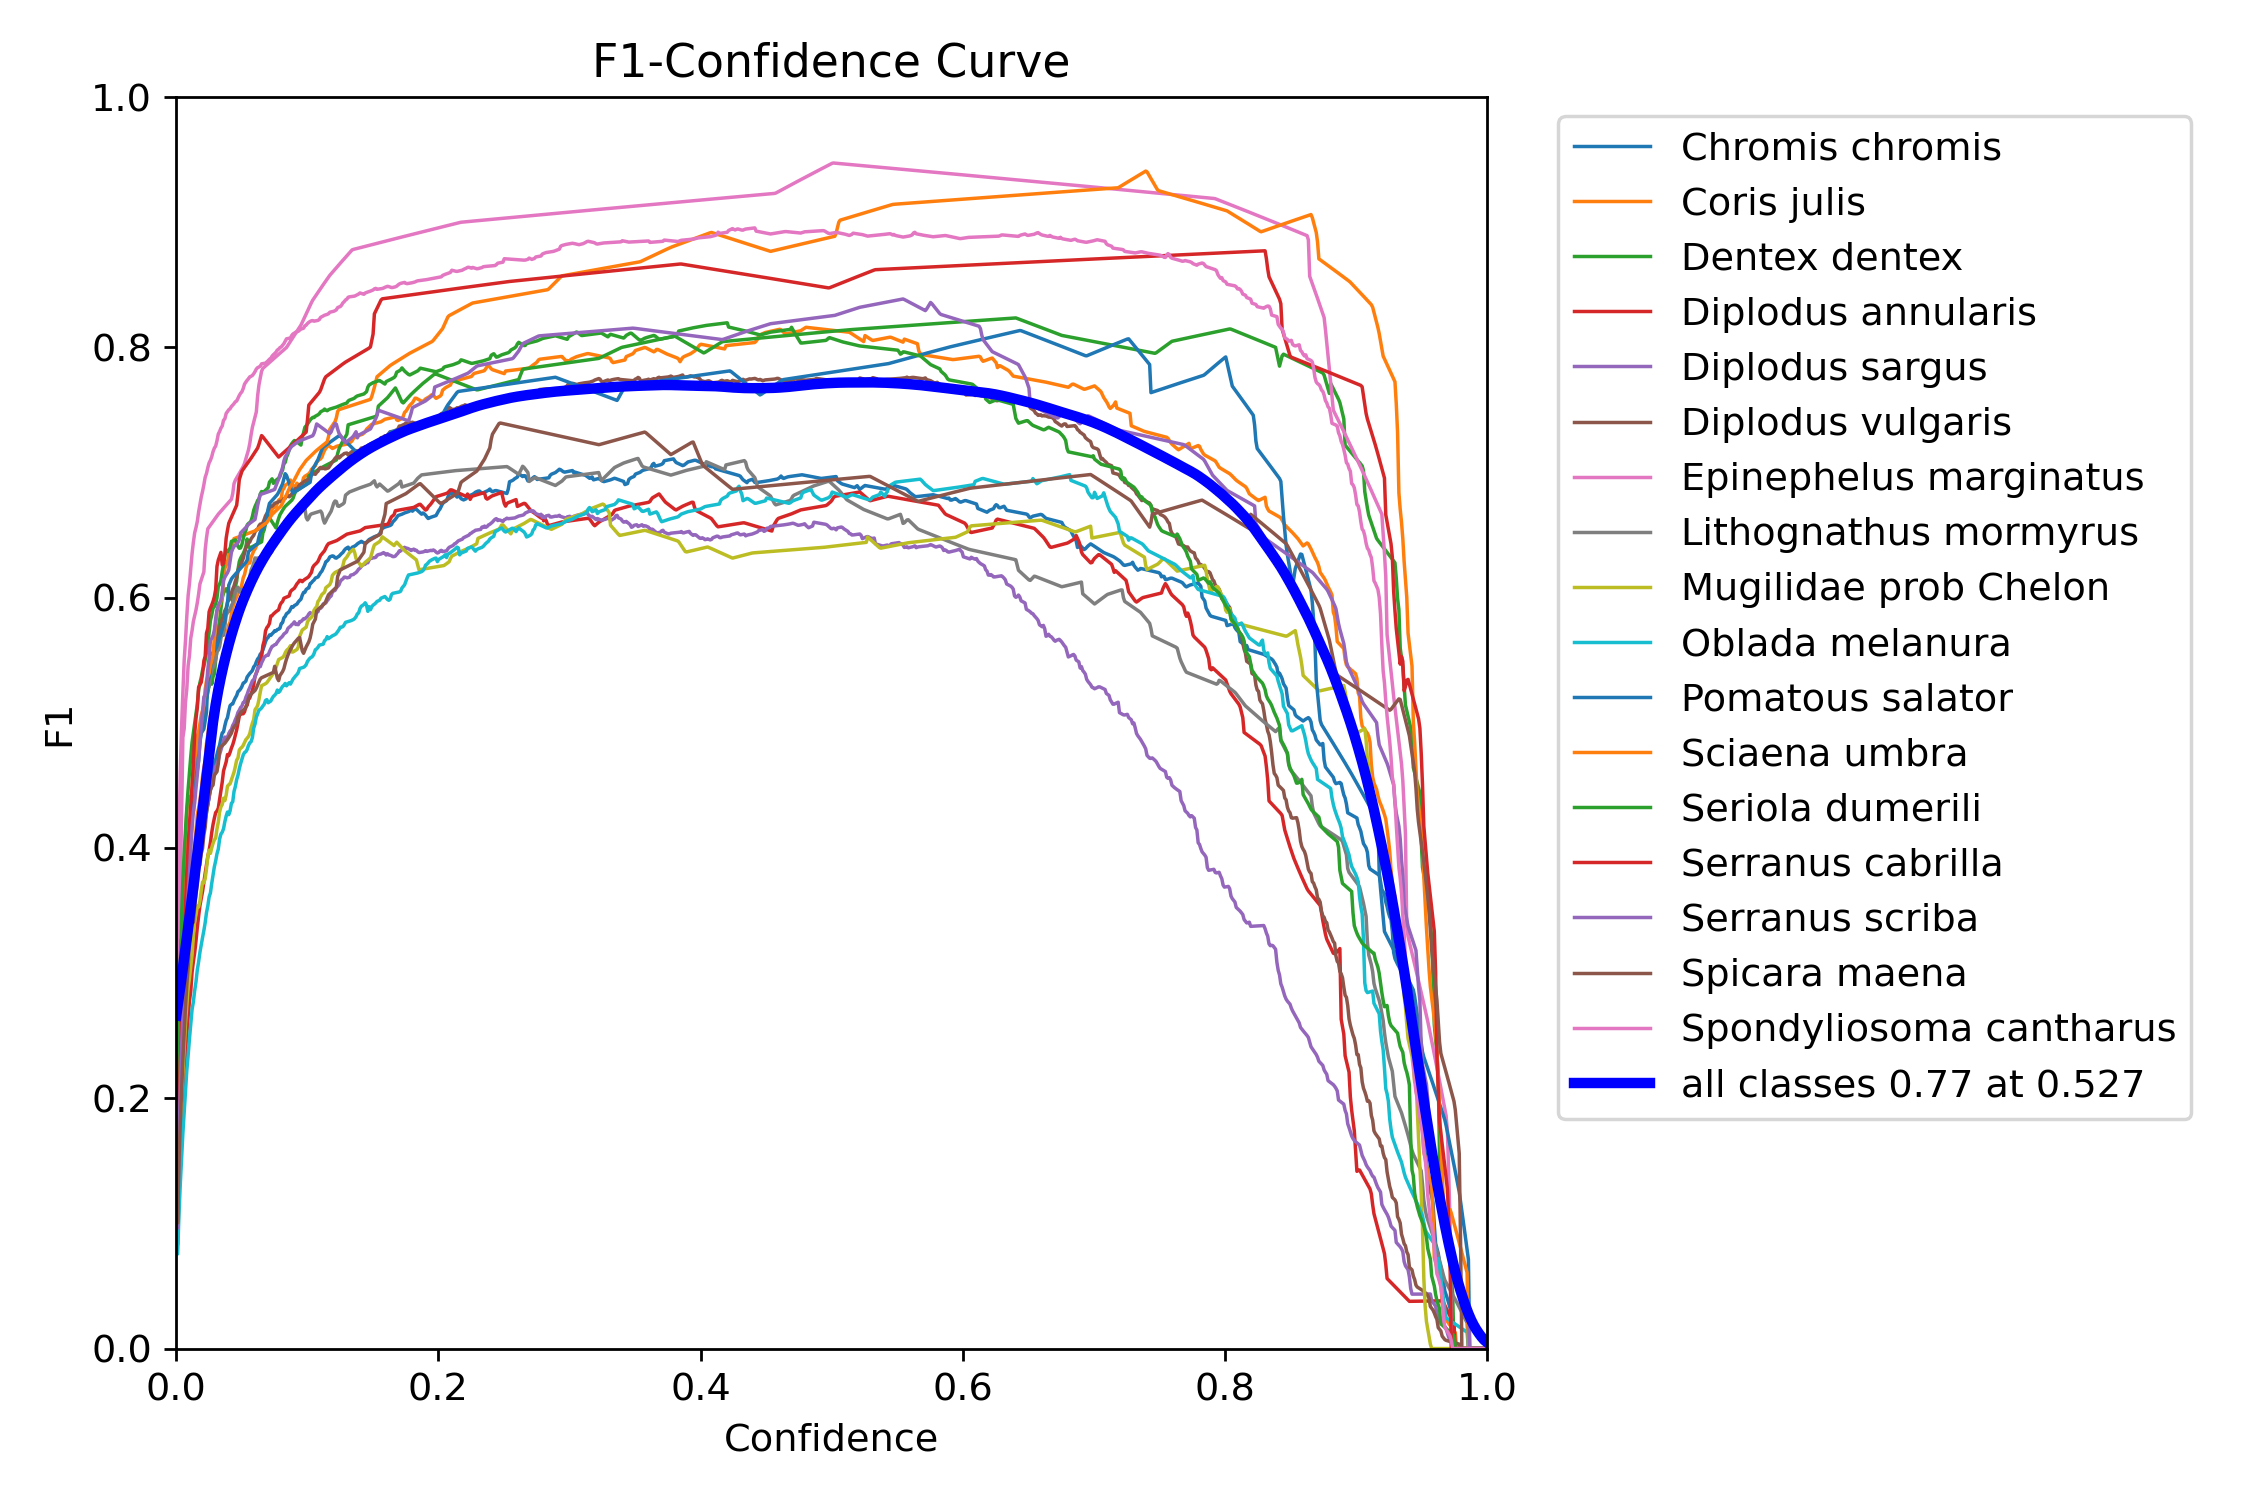 F1-Confidence Curve
1.0
0.8
0.6
0.4
0.2
0.0
F1
0.0 0.2 0.4 0.6 0.8 1.0
Confidence
Chromis chromis
Coris julis
Dentex dentex
Diplodus annularis
Diplodus sargus
Diplodus vulgaris
Epinephelus marginatus
Lithognathus mormyrus
Mugilidae prob Chelon
Oblada melanura
Pomatous salator
Sciaena umbra
Seriola dumerili
Serranus cabrilla
Serranus scriba
Spicara maena
Spondyliosoma cantharus
all classes 0.77 at 0.527